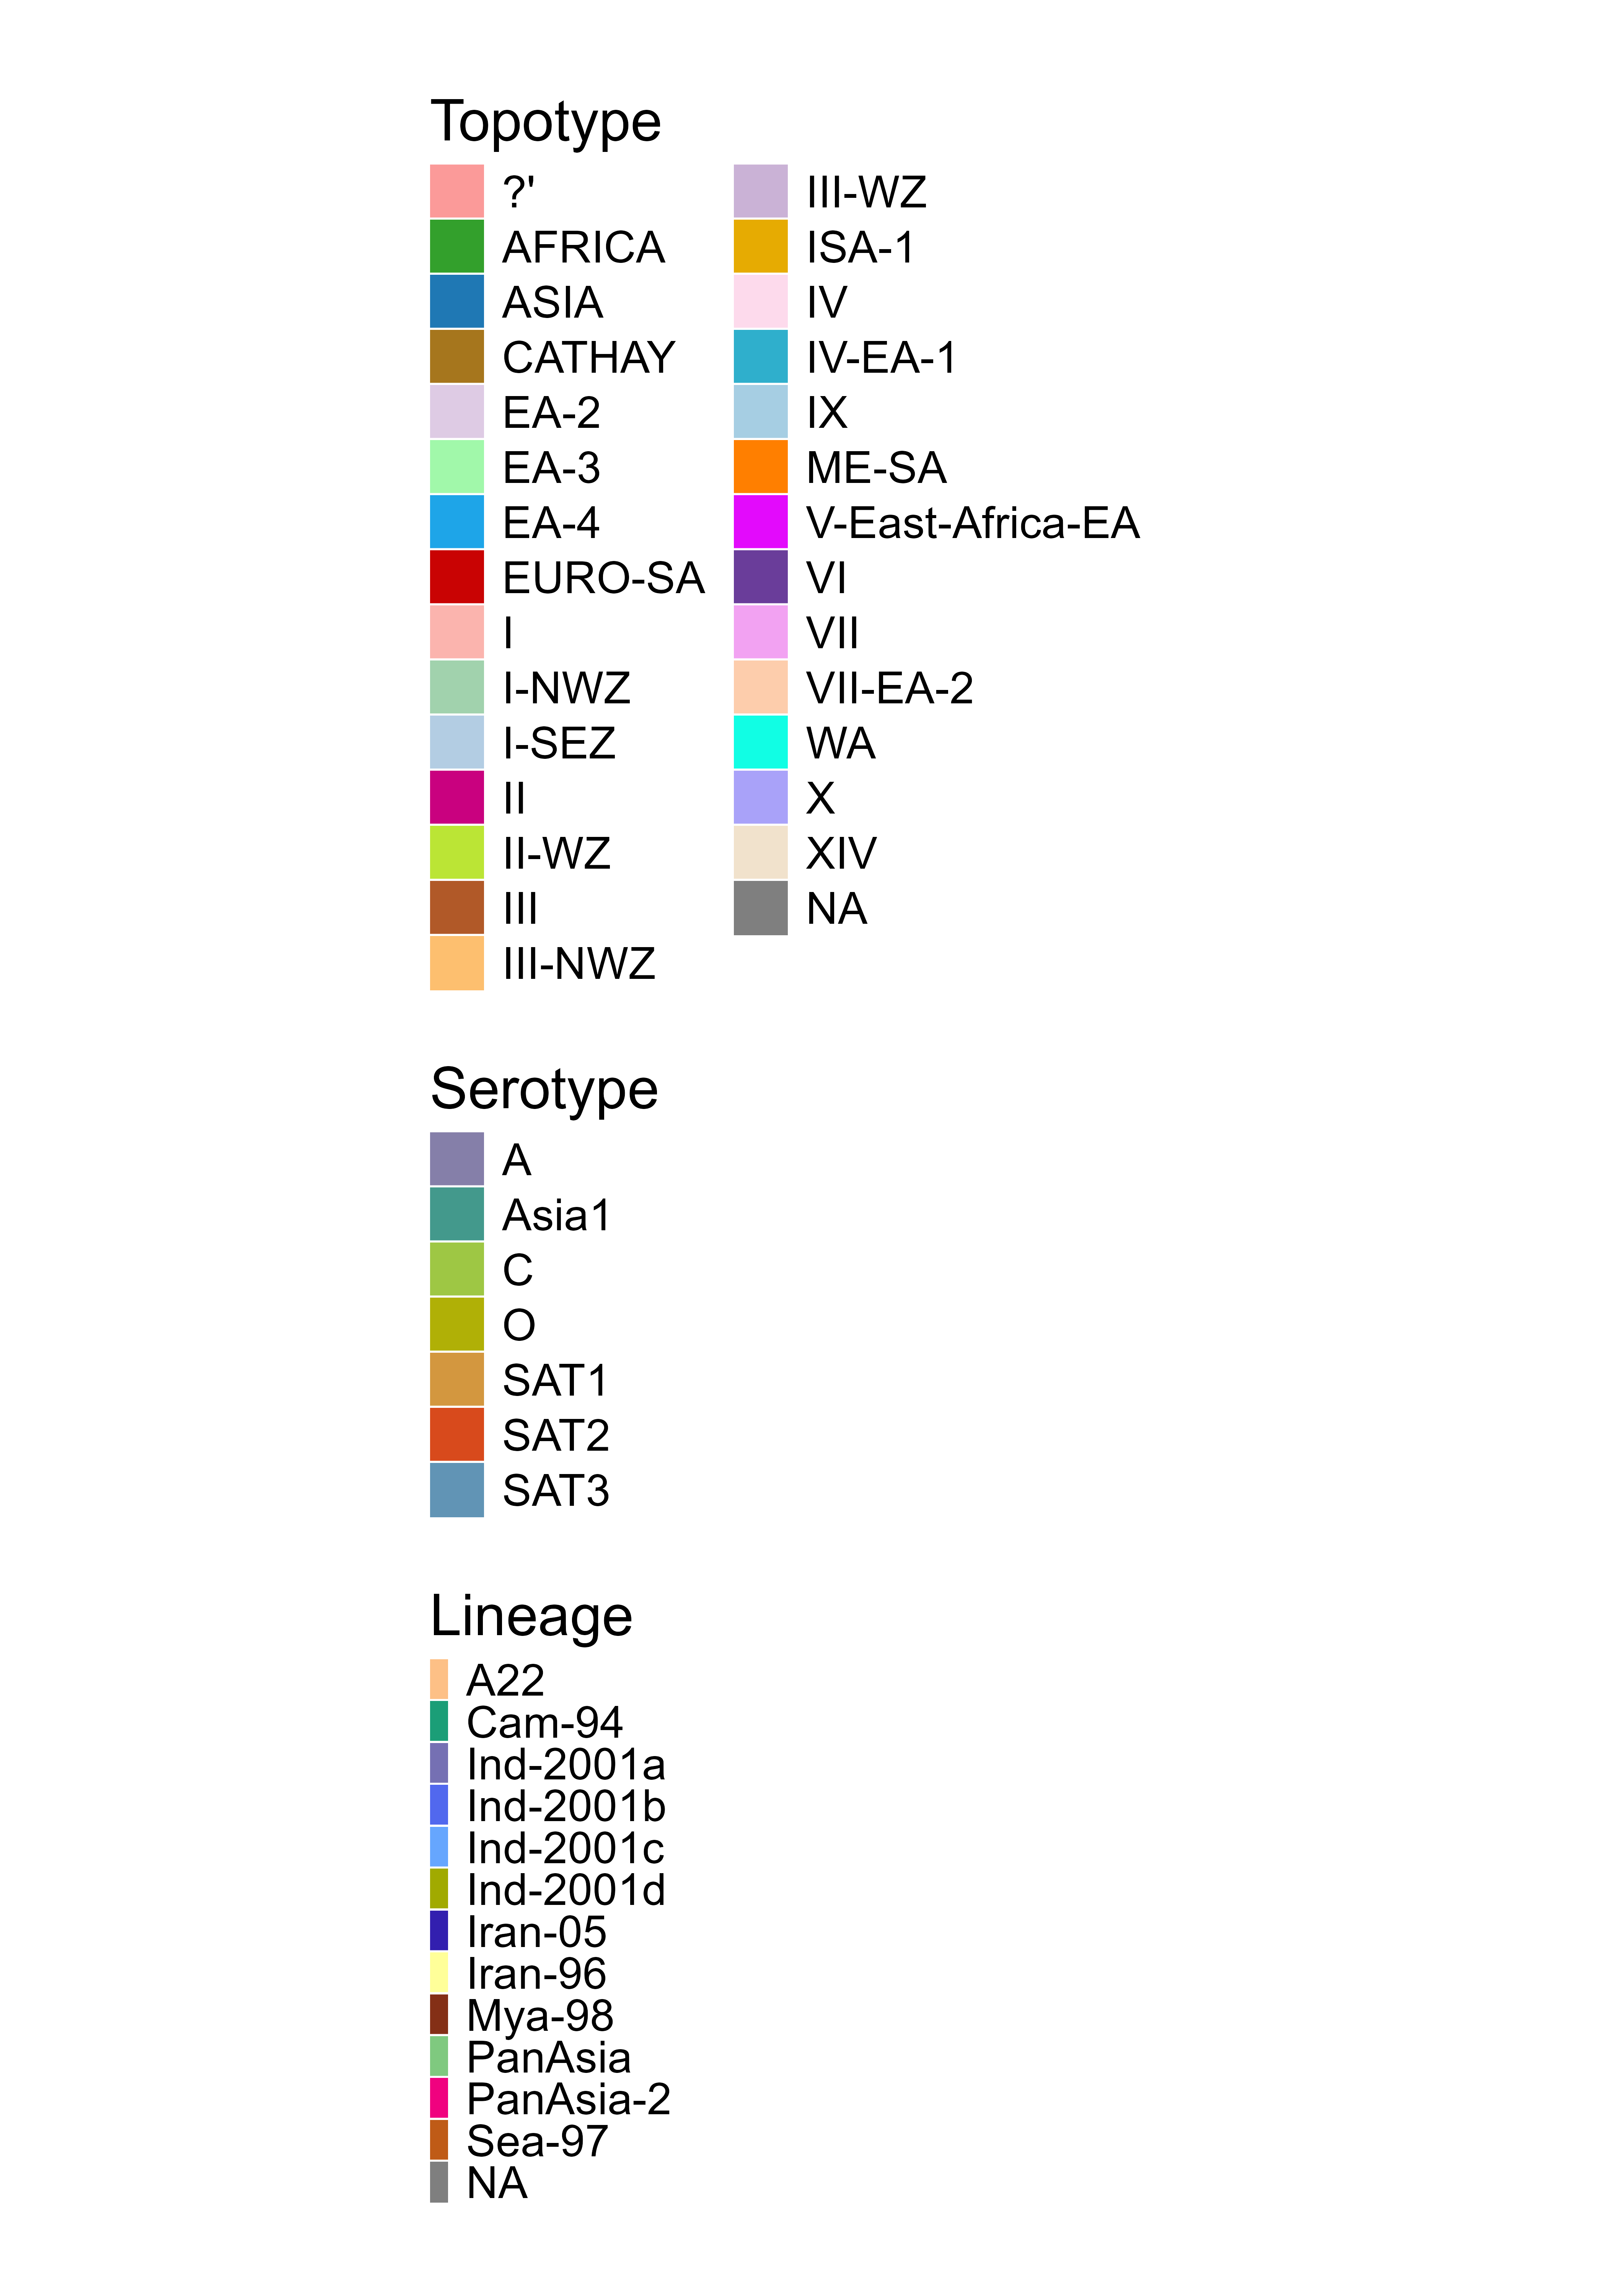 Topotype
?'
AFRICA
ASIA
CATHAY
EA-2
EA-3
EA-4
EURO-SA
I
I-NWZ
I-SEZ
II
II-WZ
III
III-NWZ
III-WZ
ISA-1
IV
IV-EA-1
IX
ME-SA
V-East-Africa-EA
VI
VII
VII-EA-2
WA
X
XIV
NA
Serotype
A
Asia1
C
O
SAT1
SAT2
SAT3
Lineage
A22
Cam-94
Ind-2001a
Ind-2001b
Ind-2001c
Ind-2001d
Iran-05
Iran-96
Mya-98
PanAsia
PanAsia-2
Sea-97
NA